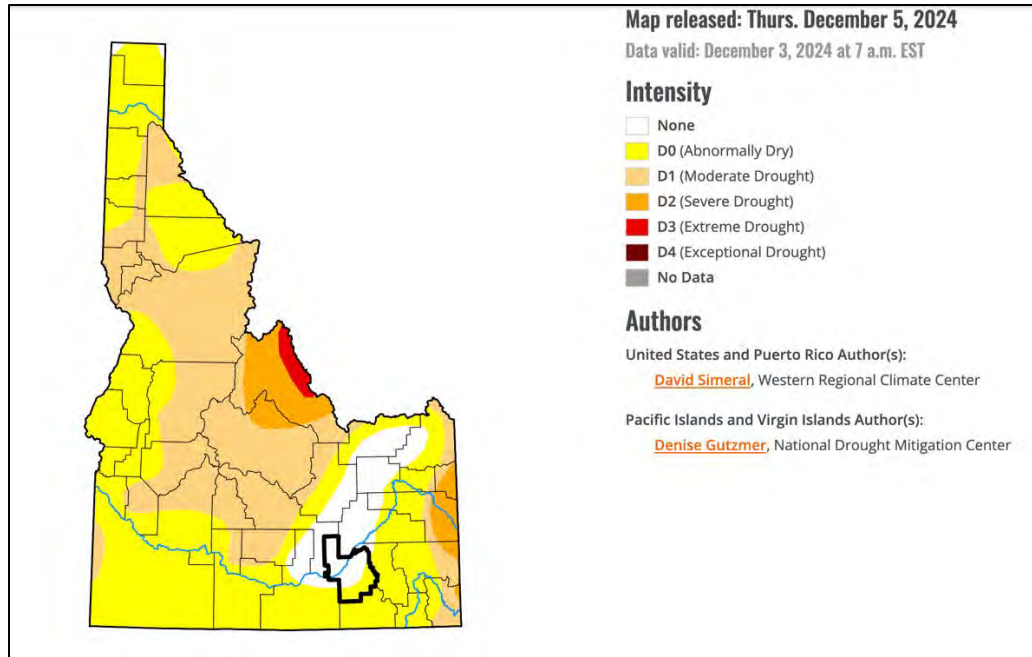 Map released: Thurs. December 5, 2024
Data valid: December 3, 2024 at 7 a.m. EST
Intensity
None
D0 (Abnormally Dry)
D1 (Moderate Drought)
D2 (Severe Drought)
D3 (Extreme Drought)
D4 (Exceptional Drought)
No Data
Authors
United States and Puerto Rico Author(s):
David Simeral, Western Regional Climate Center
Pacific Islands and Virgin Islands Author(s):
Denise Gutzmer, National Drought Mitigation Center